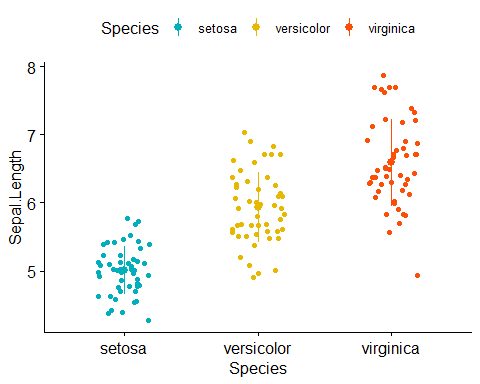 Species setosa versicolor virginica
8
7
6
5
Sepal.Length
setosa versicolor virginica
Species